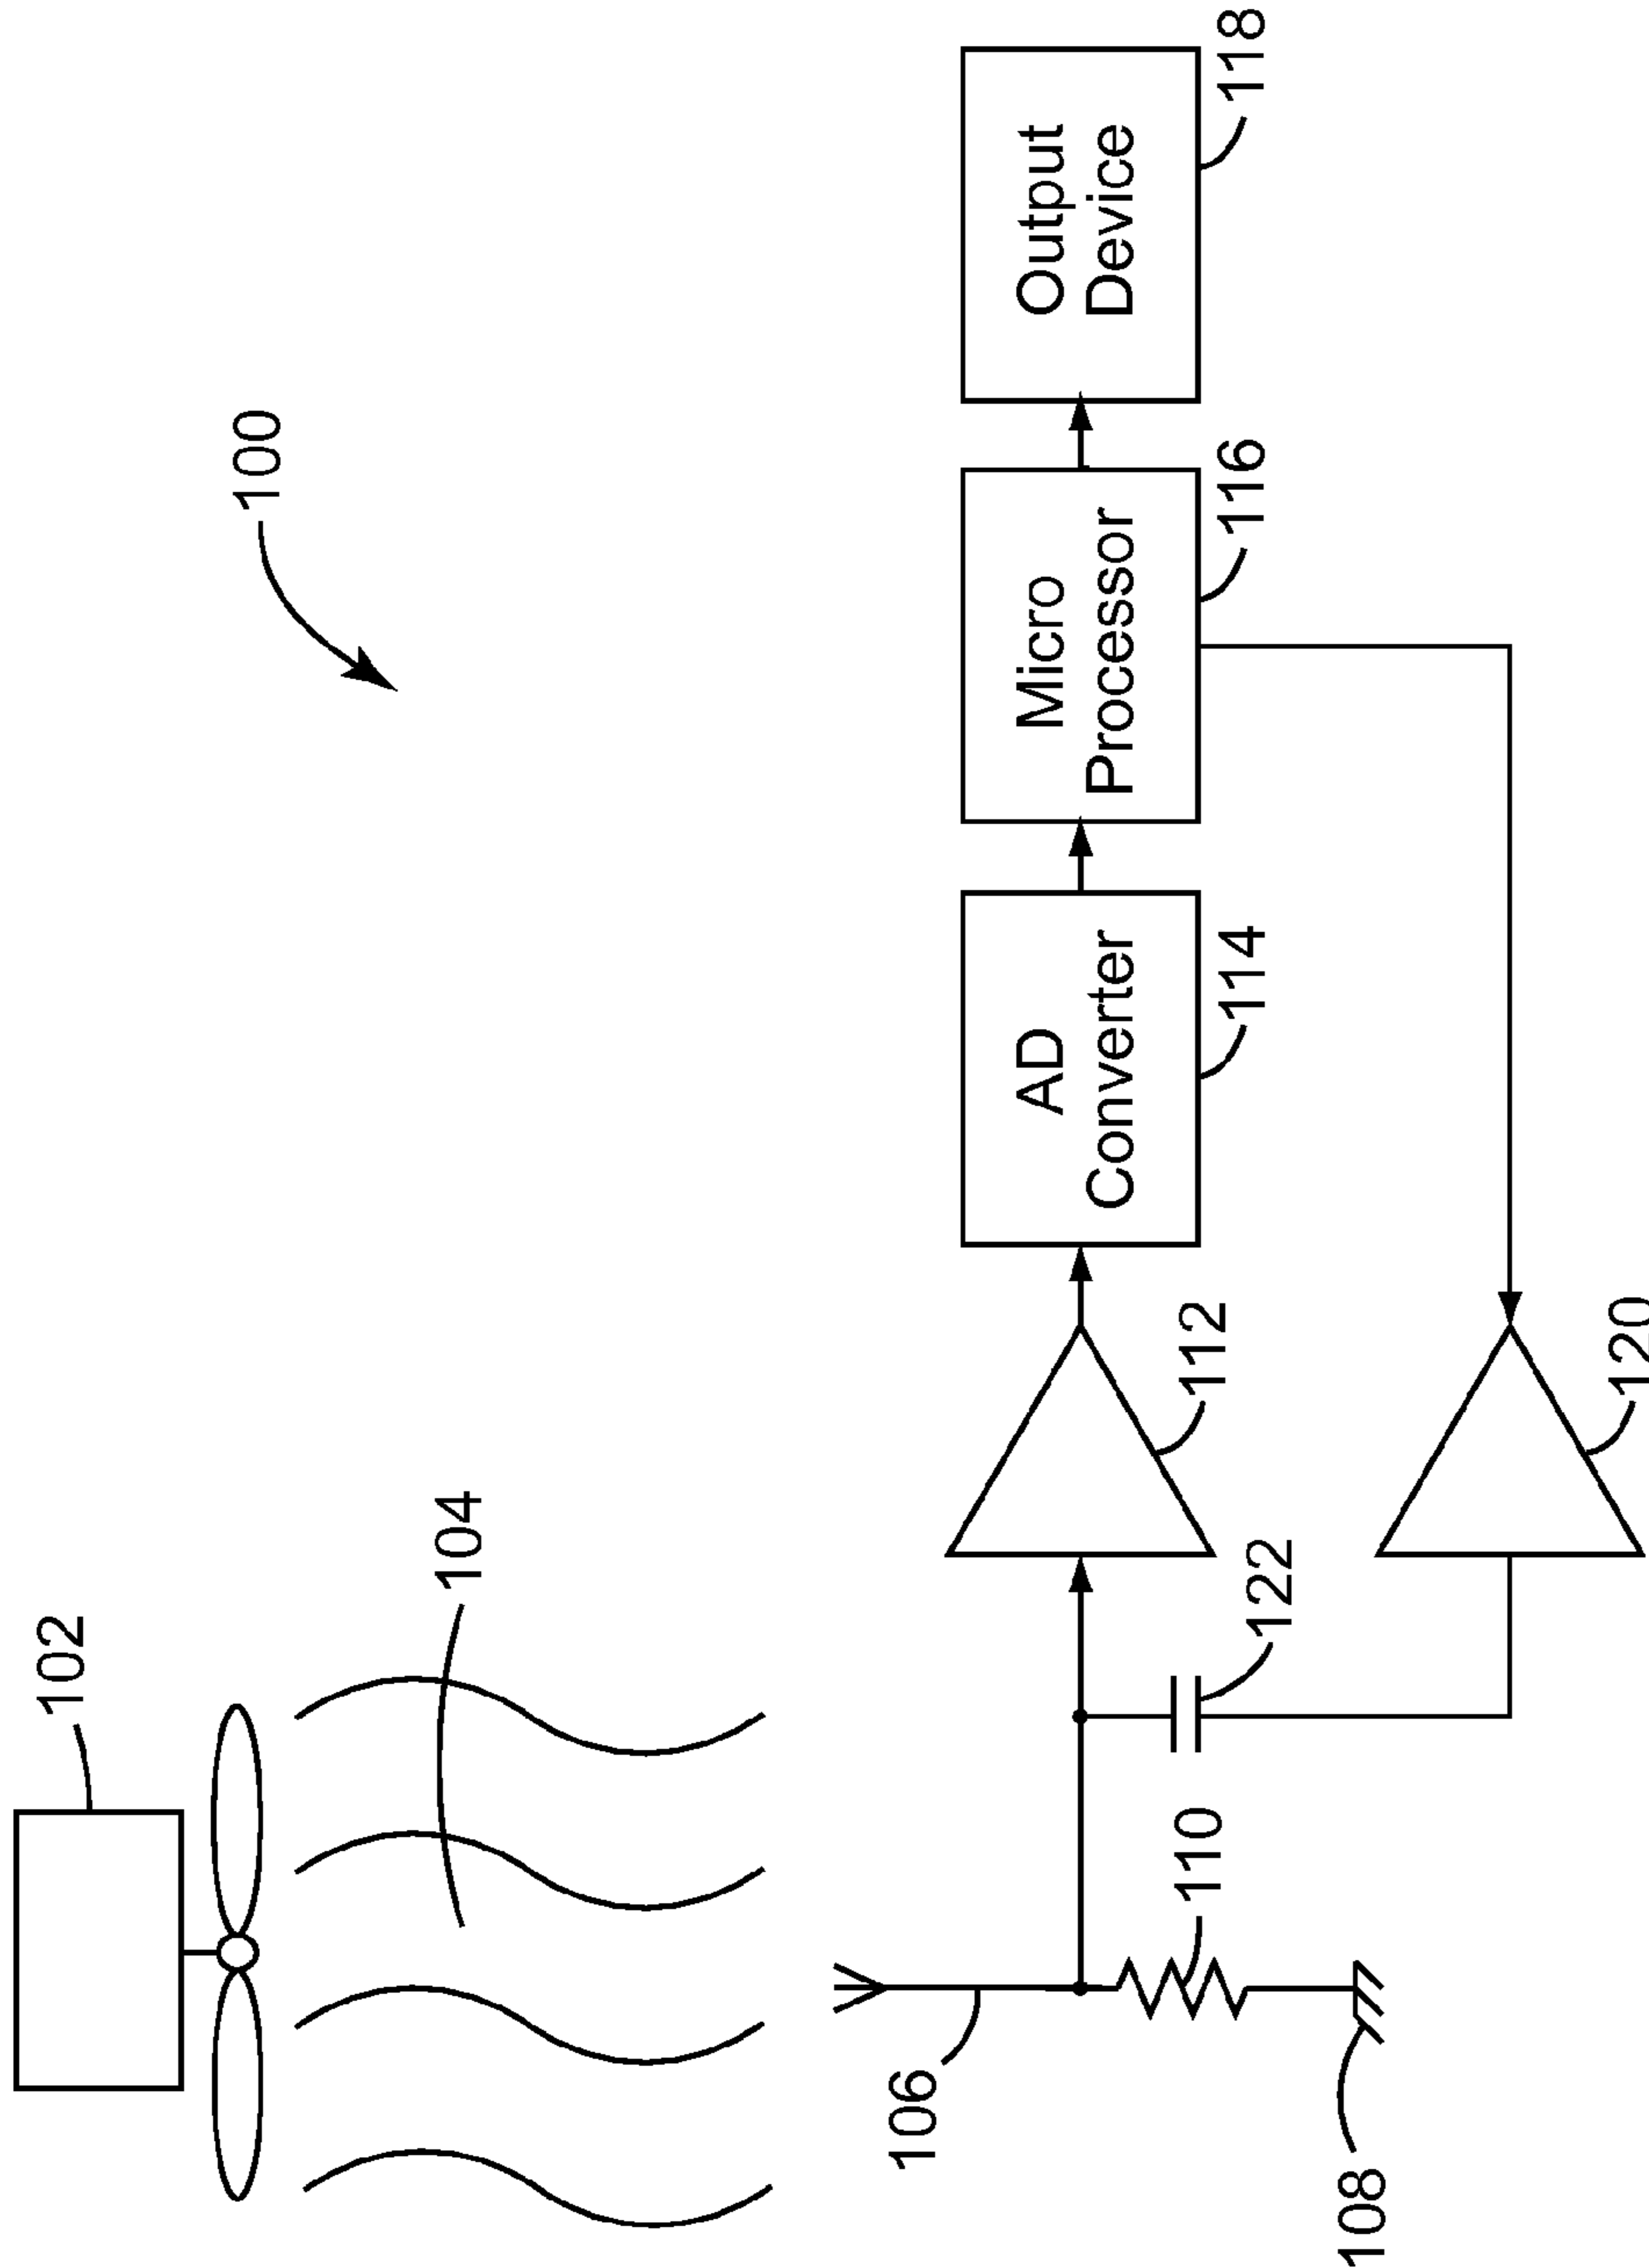 100
102
104
106
108
110
122
112
120
AD
Converter
114
Micro
Processor
116
Output
Device
118